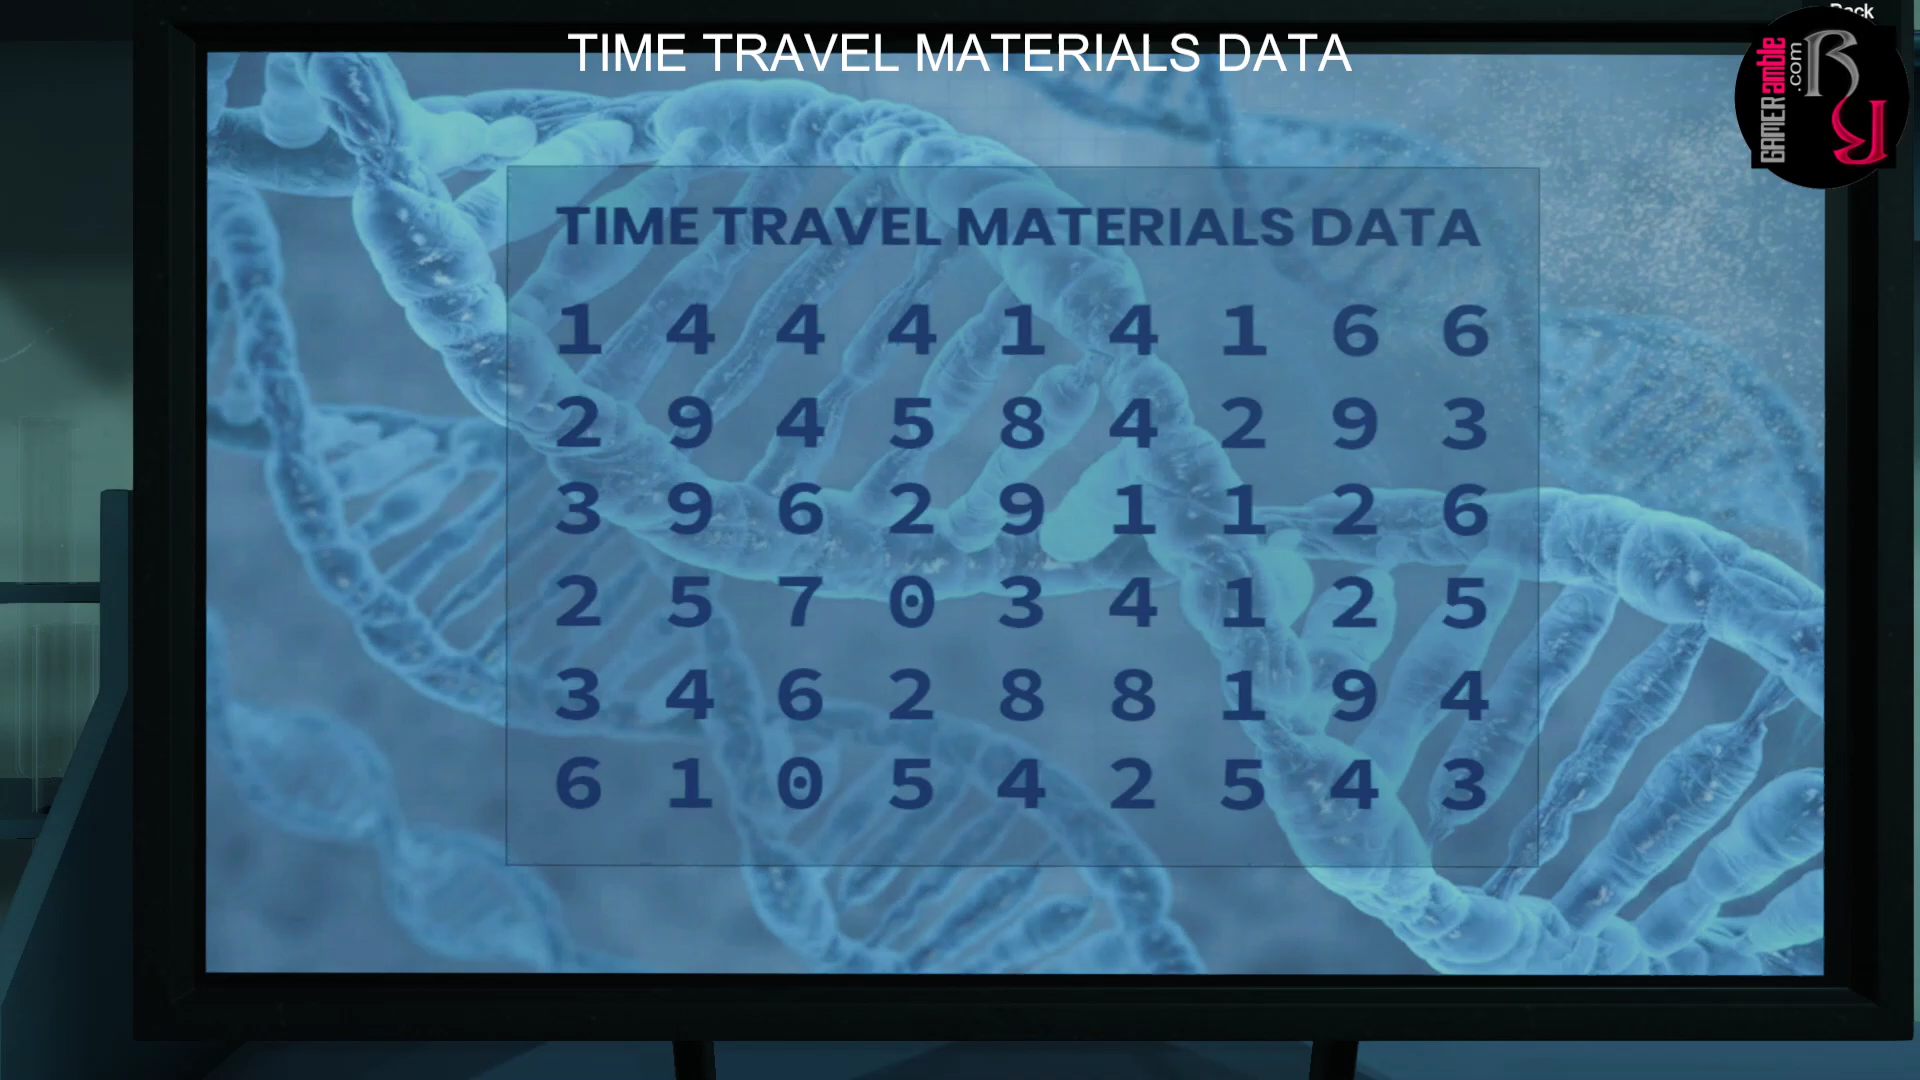 Back
TIME TRAVEL MATERIALS DATA
GAMERamble
.com
TIME TRAVEL MATERIALS DATA
1 4 4 4 1 4 1 6 6
2 9 4 5 8 4 2 9 3
3 9 6 2 9 1 1 2 6
2 5 7 0 3 4 1 2 5
3 4 6 2 8 8 1 9 4
6 1 0 5 4 2 5 4 3